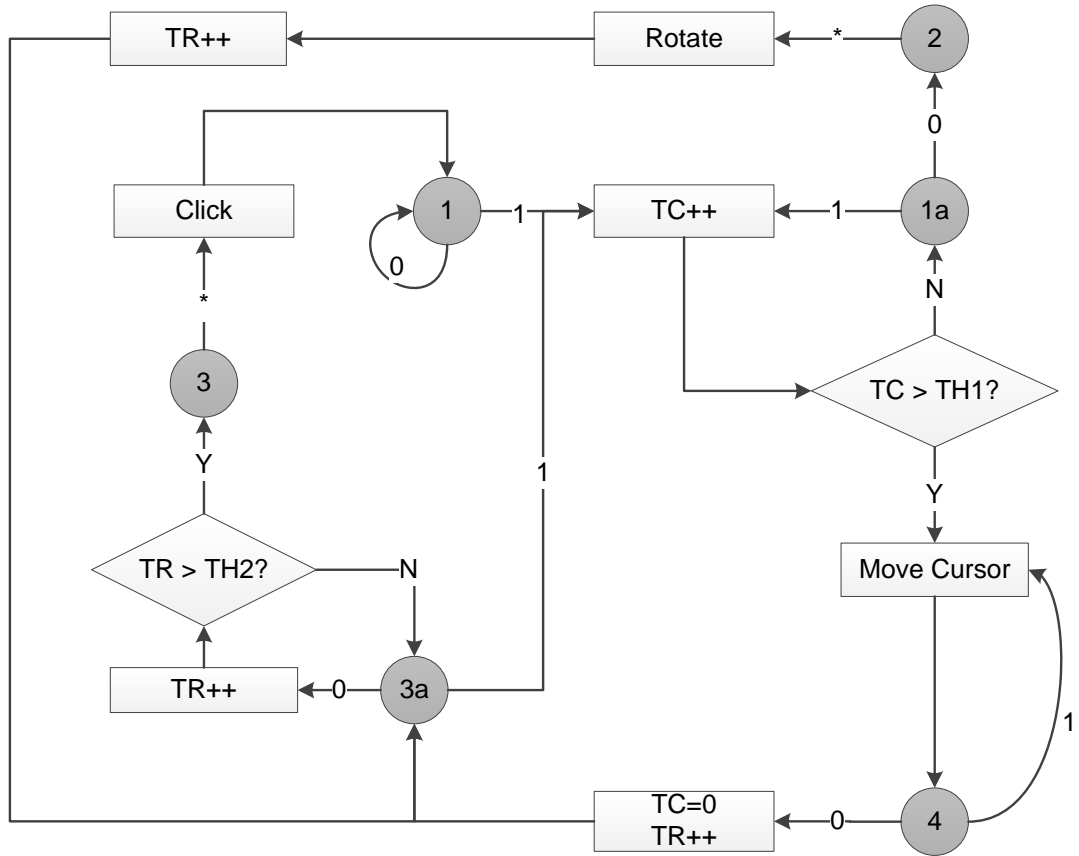 TR++
Rotate
*
2
0
Click
1
1
TC++
1
1a
0
*
N
3
TC > TH1?
Y
1
Y
TR > TH2?
N
Move Cursor
TR++
0
3a
1
TC=0
TR++
0
4